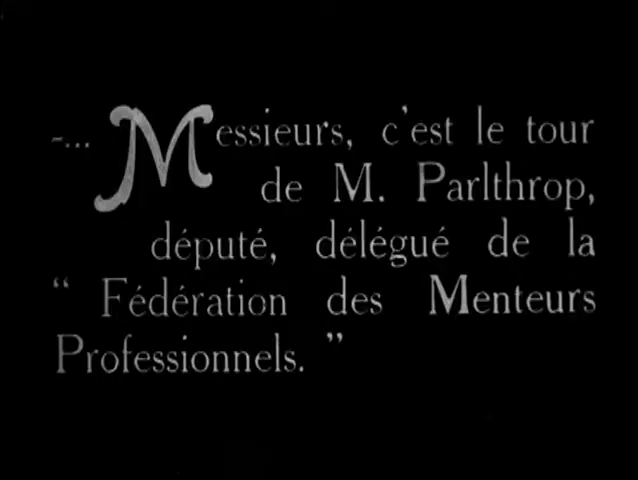 -... Messieurs, c'est le tour
de M. Parlthrop,
député, délégué de la
“ Fédération des Menteurs
Professionnels. ”